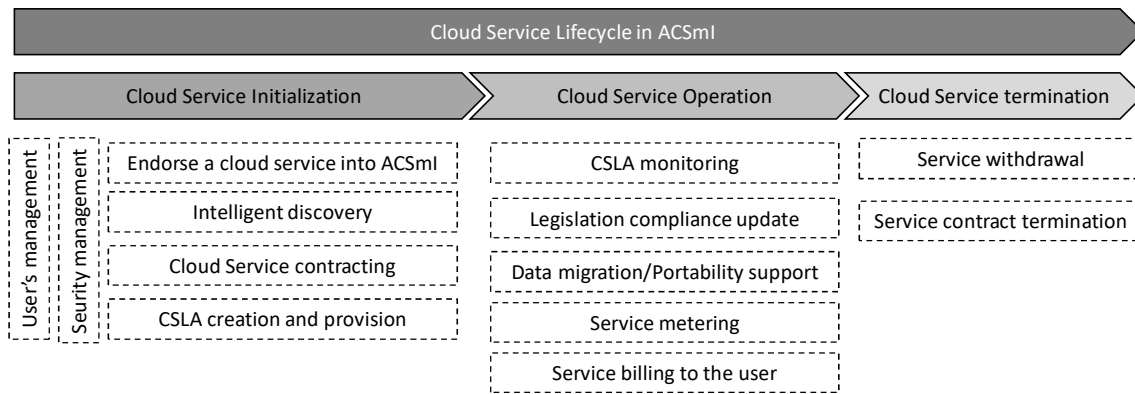 Cloud Service Lifecycle in ACSmI
Cloud Service Initialization
Cloud Service Operation
Cloud Service termination
User's management
Seurity management
Endorse a cloud service into ACSmI
Intelligent discovery
Cloud Service contracting
CSLA creation and provision
CSLA monitoring
Legislation compliance update
Data migration/Portability support
Service metering
Service billing to the user
Service withdrawal
Service contract termination